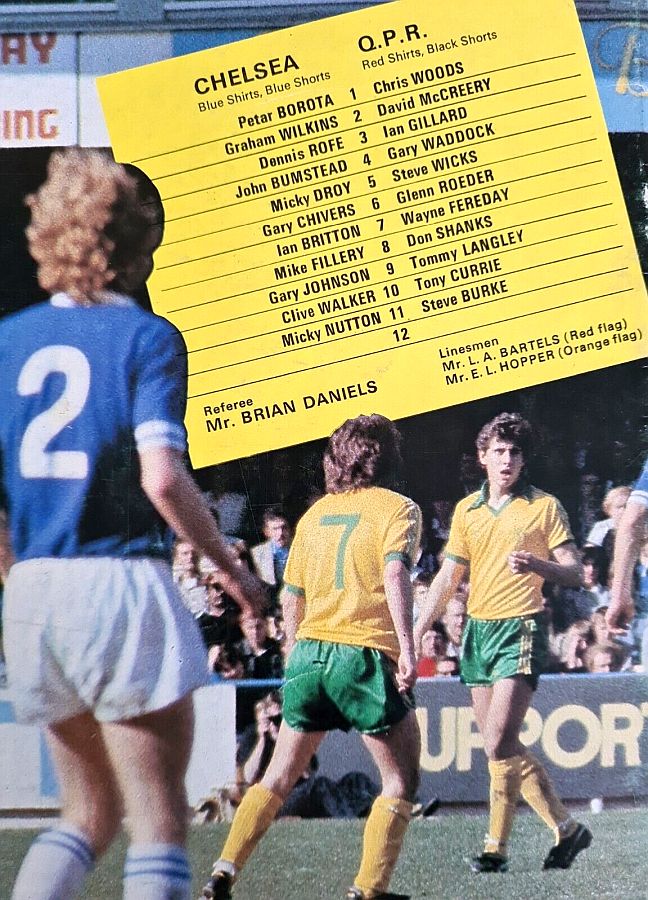 AY
ING
CHELSEA
Blue Shirts, Blue Shorts
Q.P.R.
Red Shirts, Black Shorts
Petar BOROTA 1 Chris WOODS
Graham WILKINS 2 David McCREERY
Dennis ROFE 3 Ian GILLARD
John BUMSTEAD 4 Gary WADDOCK
Micky DROY 5 Steve WICKS
Gary CHIVERS 6 Glenn ROEDER
Ian BRITTON 7 Wayne FEREDAY
Mike FILLERY 8 Don SHANKS
Gary JOHNSON 9 Tommy LANGLEY
Clive WALKER 10 Tony CURRIE
Micky NUTTON 11 Steve BURKE
12
Referee
Mr. BRIAN DANIELS
Linesmen
Mr. L. A. BARTELS (Red flag)
Mr. E. L. HOPPER (Orange flag)
2
7
UPPORT